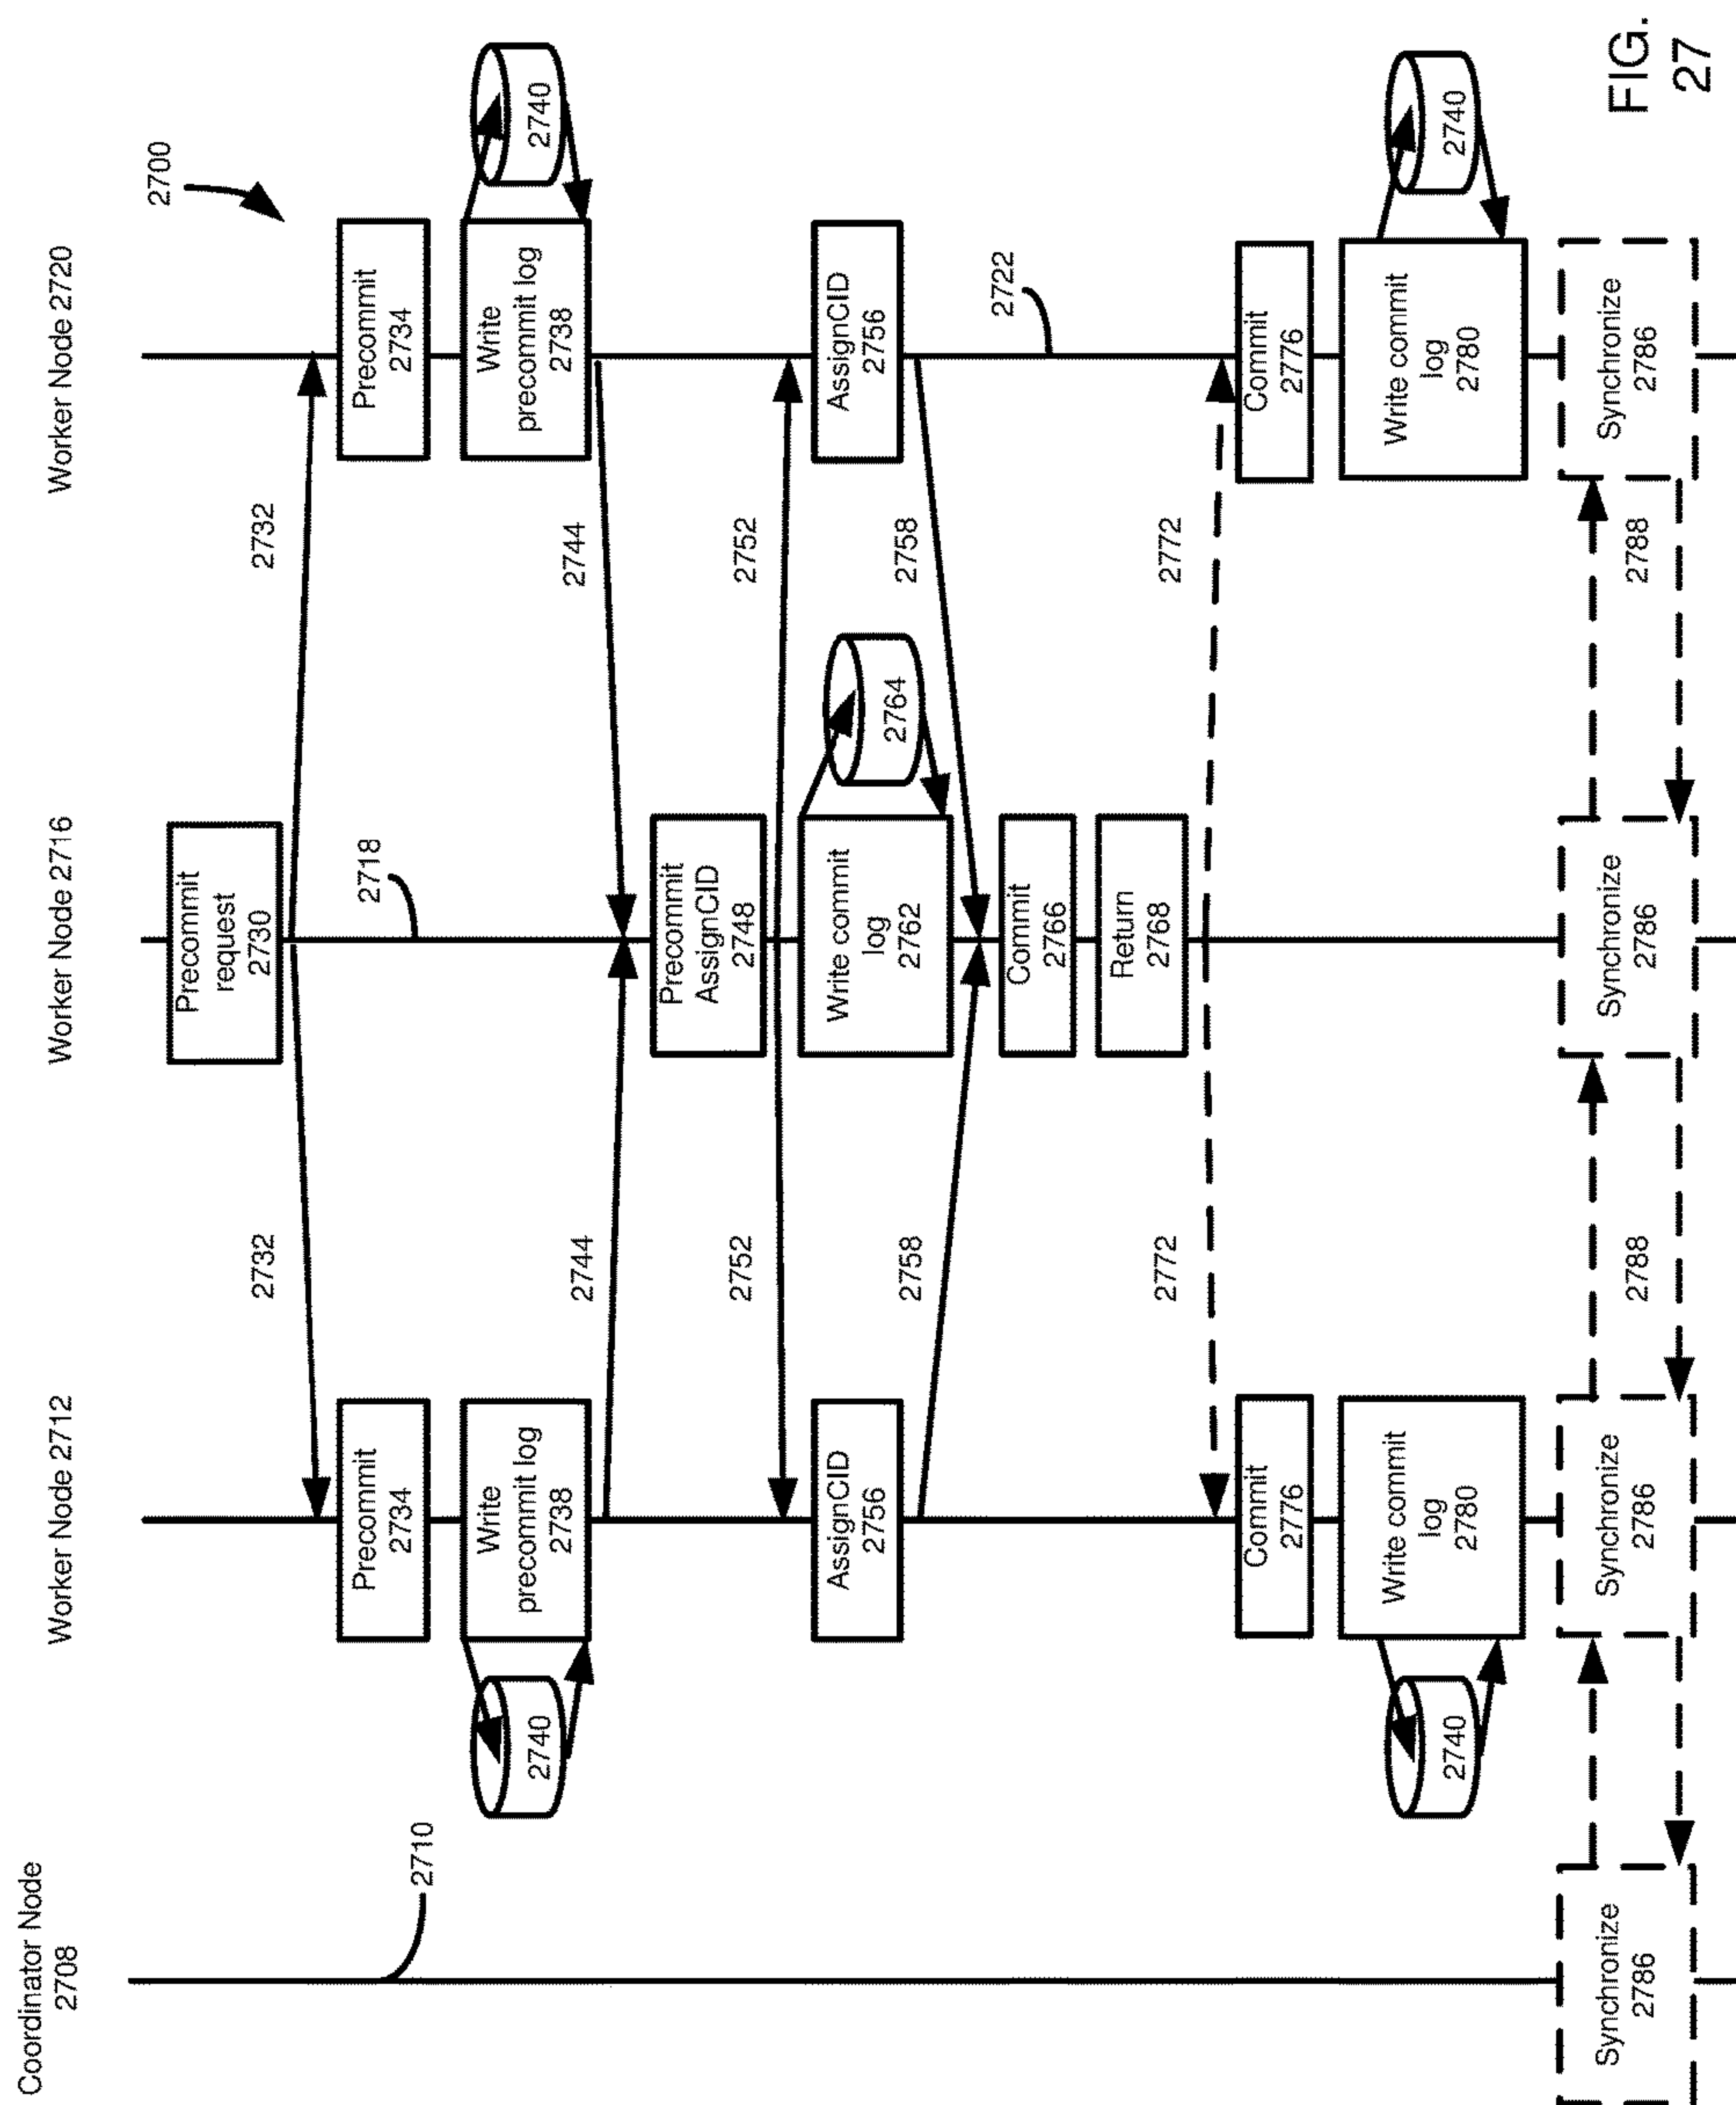 Coordinator Node
2708
Worker Node 2712
Worker Node 2716
Worker Node 2720
2700
Precommit
request
2730
2732
2732
2710
2718
Precommit
2734
Precommit
2734
Write
precommit log
2738
2740
Write
precommit log
2738
2740
2744
2744
Precommit
AssignCID
2748
2752
2752
AssignCID
2756
Write commit
log
2762
2764
AssignCID
2756
2758
2758
2722
Commit
2766
Return
2768
2772
2772
Commit
2776
Commit
2776
2740
Write commit
log
2780
Write commit
log
2780
2740
Synchronize
2786
Synchronize
2786
Synchronize
2786
Synchronize
2786
2788
2788
FIG.
27